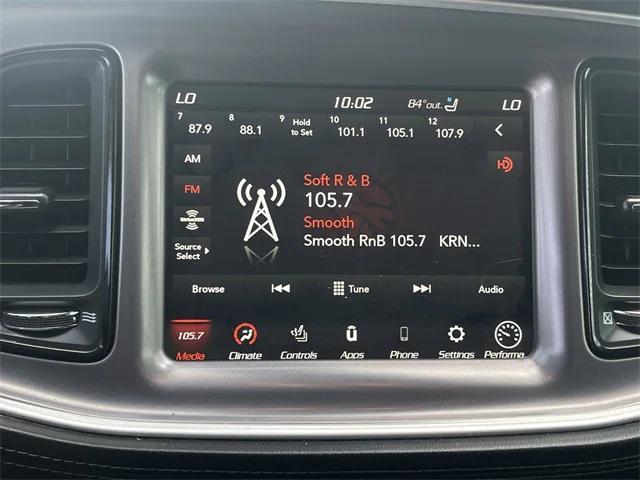 LO 10:02 84°out. LO
7 8 9 Hold 10 11 12
87.9 88.1 to Set 101.1 105.1 107.9
AM
FM
HD
Soft R & B
105.7
Smooth
Smooth RnB 105.7 KRN...
Source
Select
Browse Tune Audio
105.7
Media Climate Controls Apps Phone Settings Performa